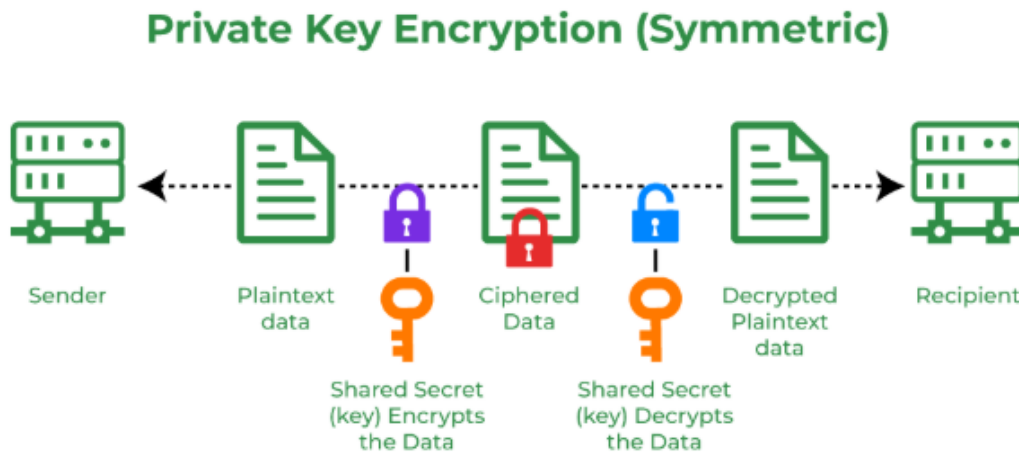 Private Key Encryption (Symmetric)
Sender
Plaintext
data
Ciphered
Data
Decrypted
Plaintext
data
Recipient
Shared Secret
(key) Encrypts
the Data
Shared Secret
(key) Decrypts
the Data